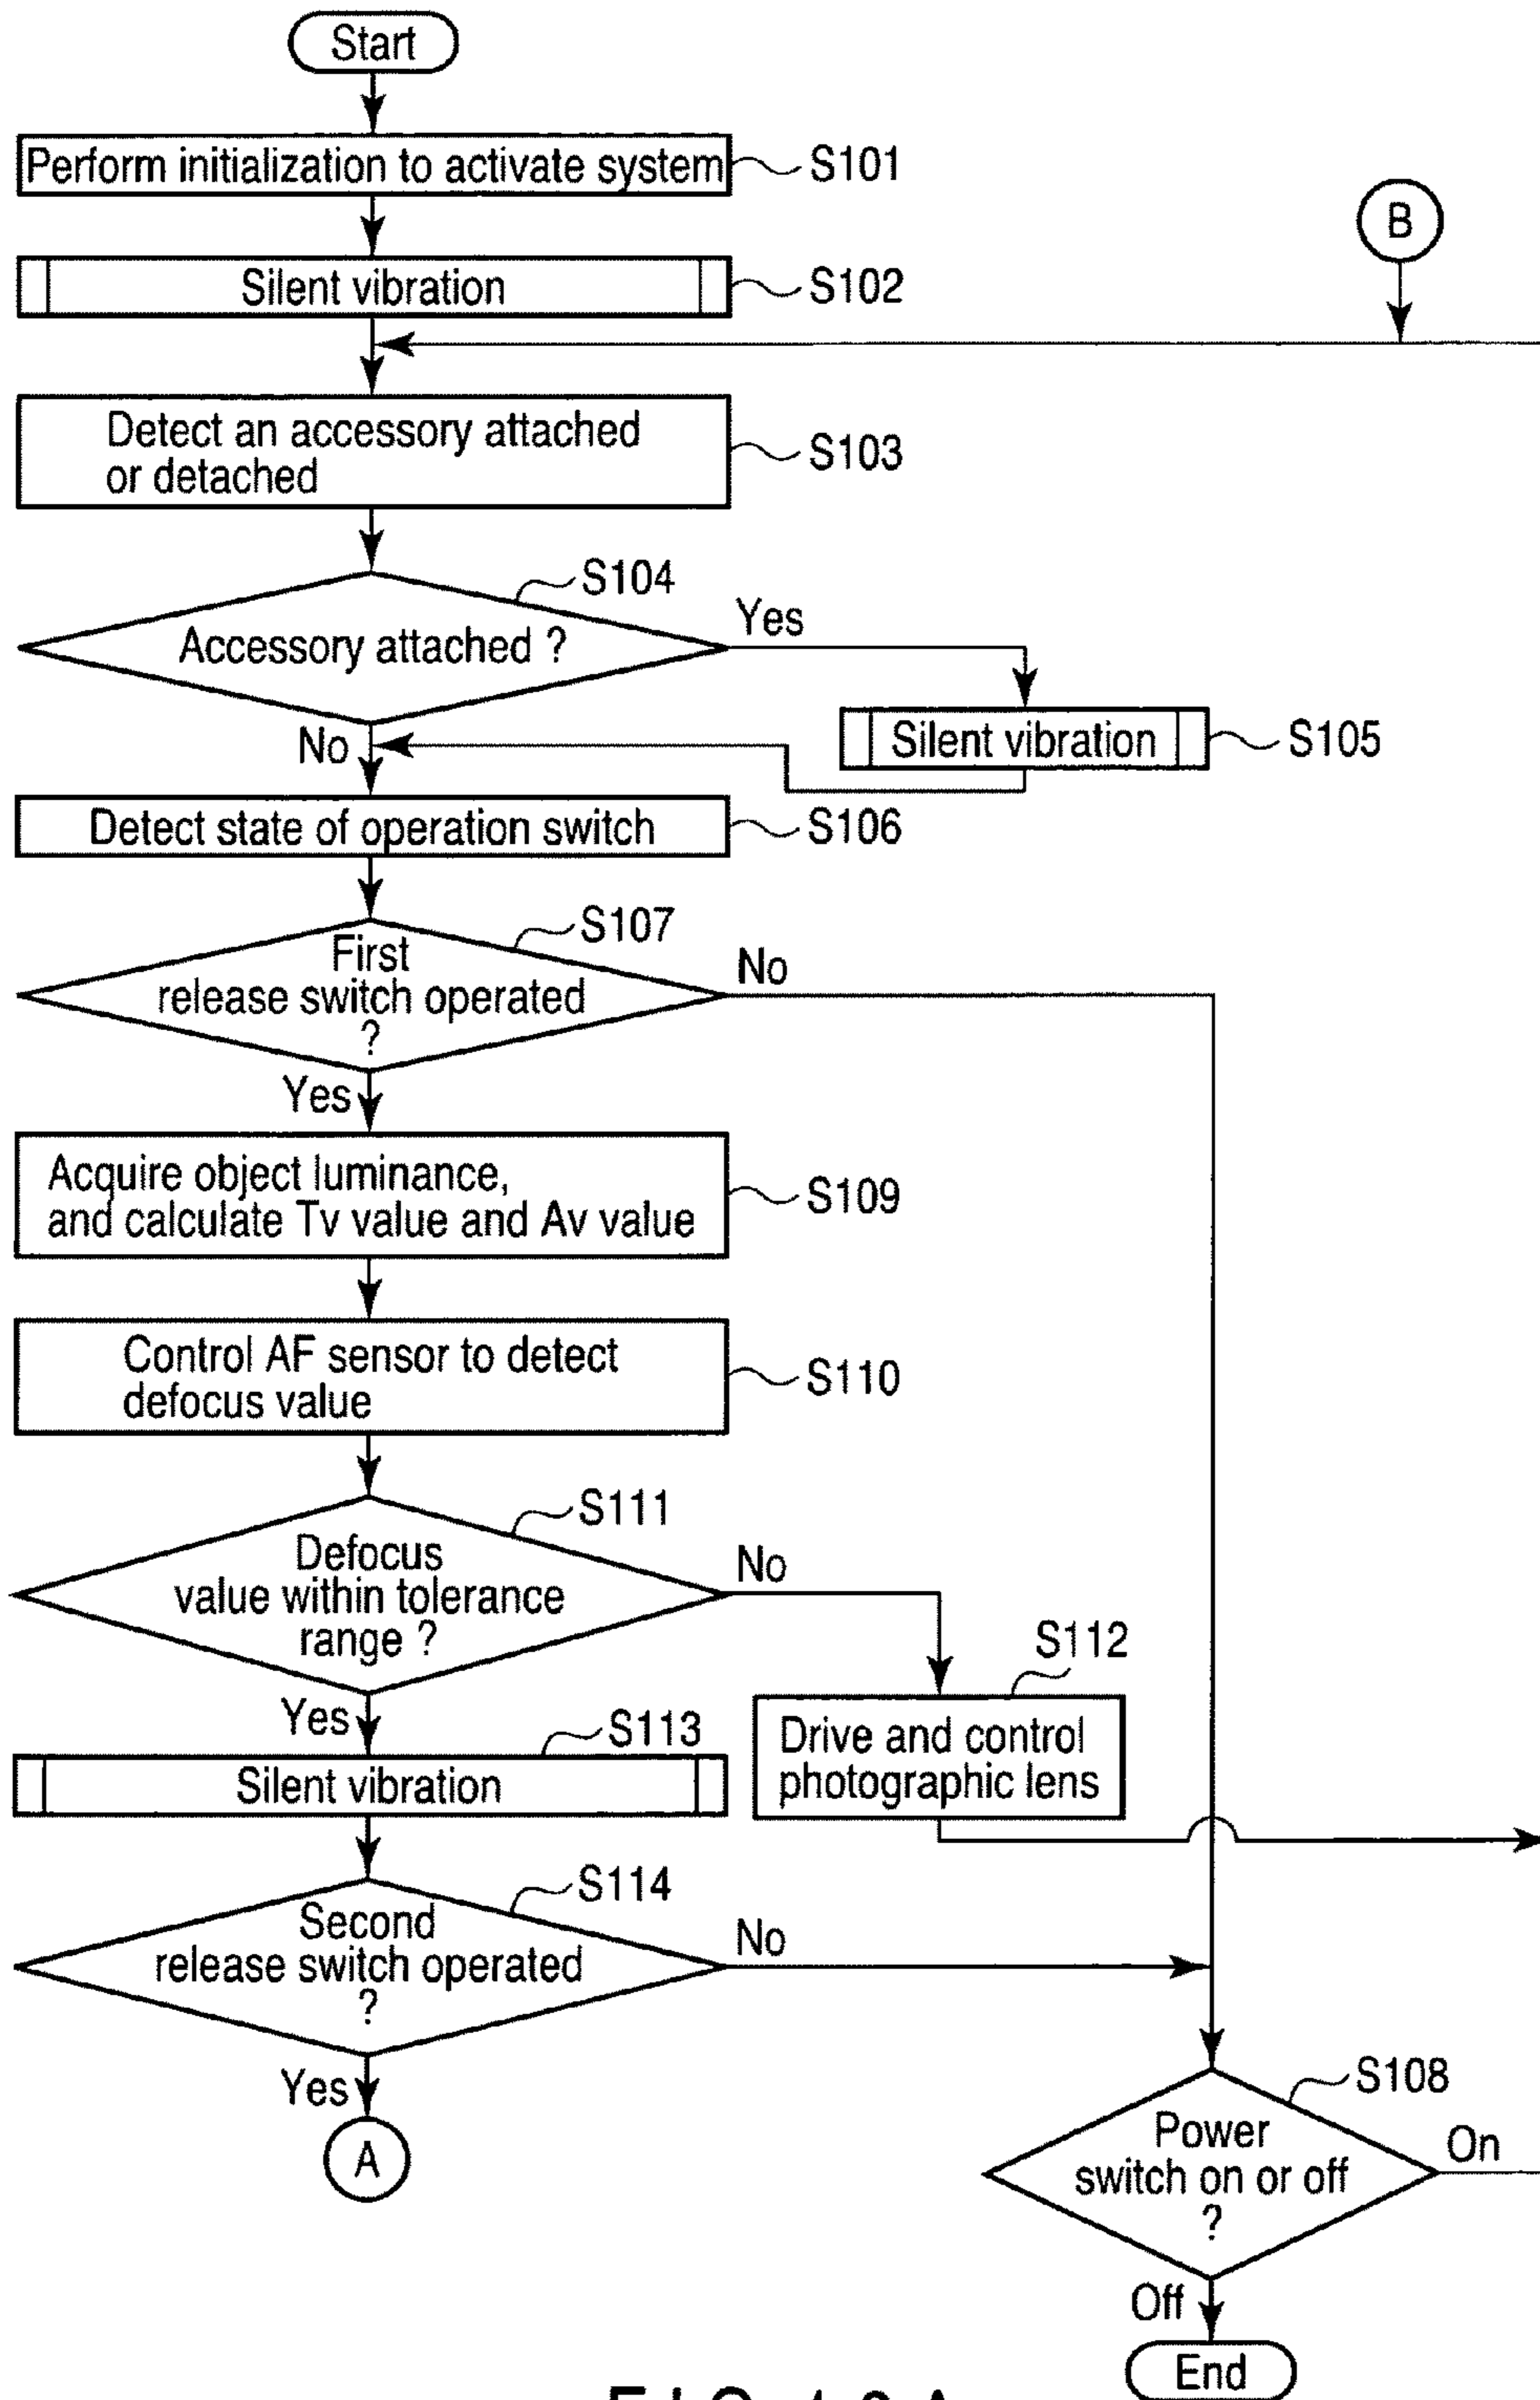 Start
Perform initialization to activate system
S101
B
Silent vibration
S102
Detect an accessory attached
or detached
S103
S104
Accessory attached ?
Yes
No
Silent vibration
S105
Detect state of operation switch
S106
S107
First
release switch operated
?
No
Yes
Acquire object luminance,
and calculate Tv value and Av value
S109
Control AF sensor to detect
defocus value
S110
S111
Defocus
value within tolerance
range ?
No
Yes
S112
Drive and control
photographic lens
S113
Silent vibration
S114
Second
release switch operated
?
No
Yes
A
S108
Power
switch on or off
?
On
Off
End